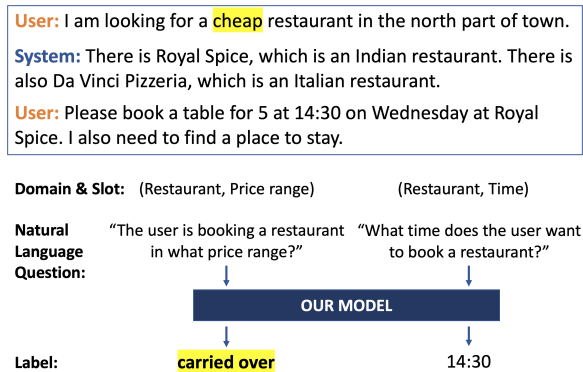 User: I am looking for a cheap restaurant in the north part of town.
System: There is Royal Spice, which is an Indian restaurant. There is
also Da Vinci Pizzeria, which is an Italian restaurant.
User: Please book a table for 5 at 14:30 on Wednesday at Royal
Spice. I also need to find a place to stay.
Domain & Slot: (Restaurant, Price range) (Restaurant, Time)
Natural "The user is booking a restaurant “What time does the user want
Language in what price range?” to book a restaurant?”
Question:
OUR MODEL
Label: carried over 14:30